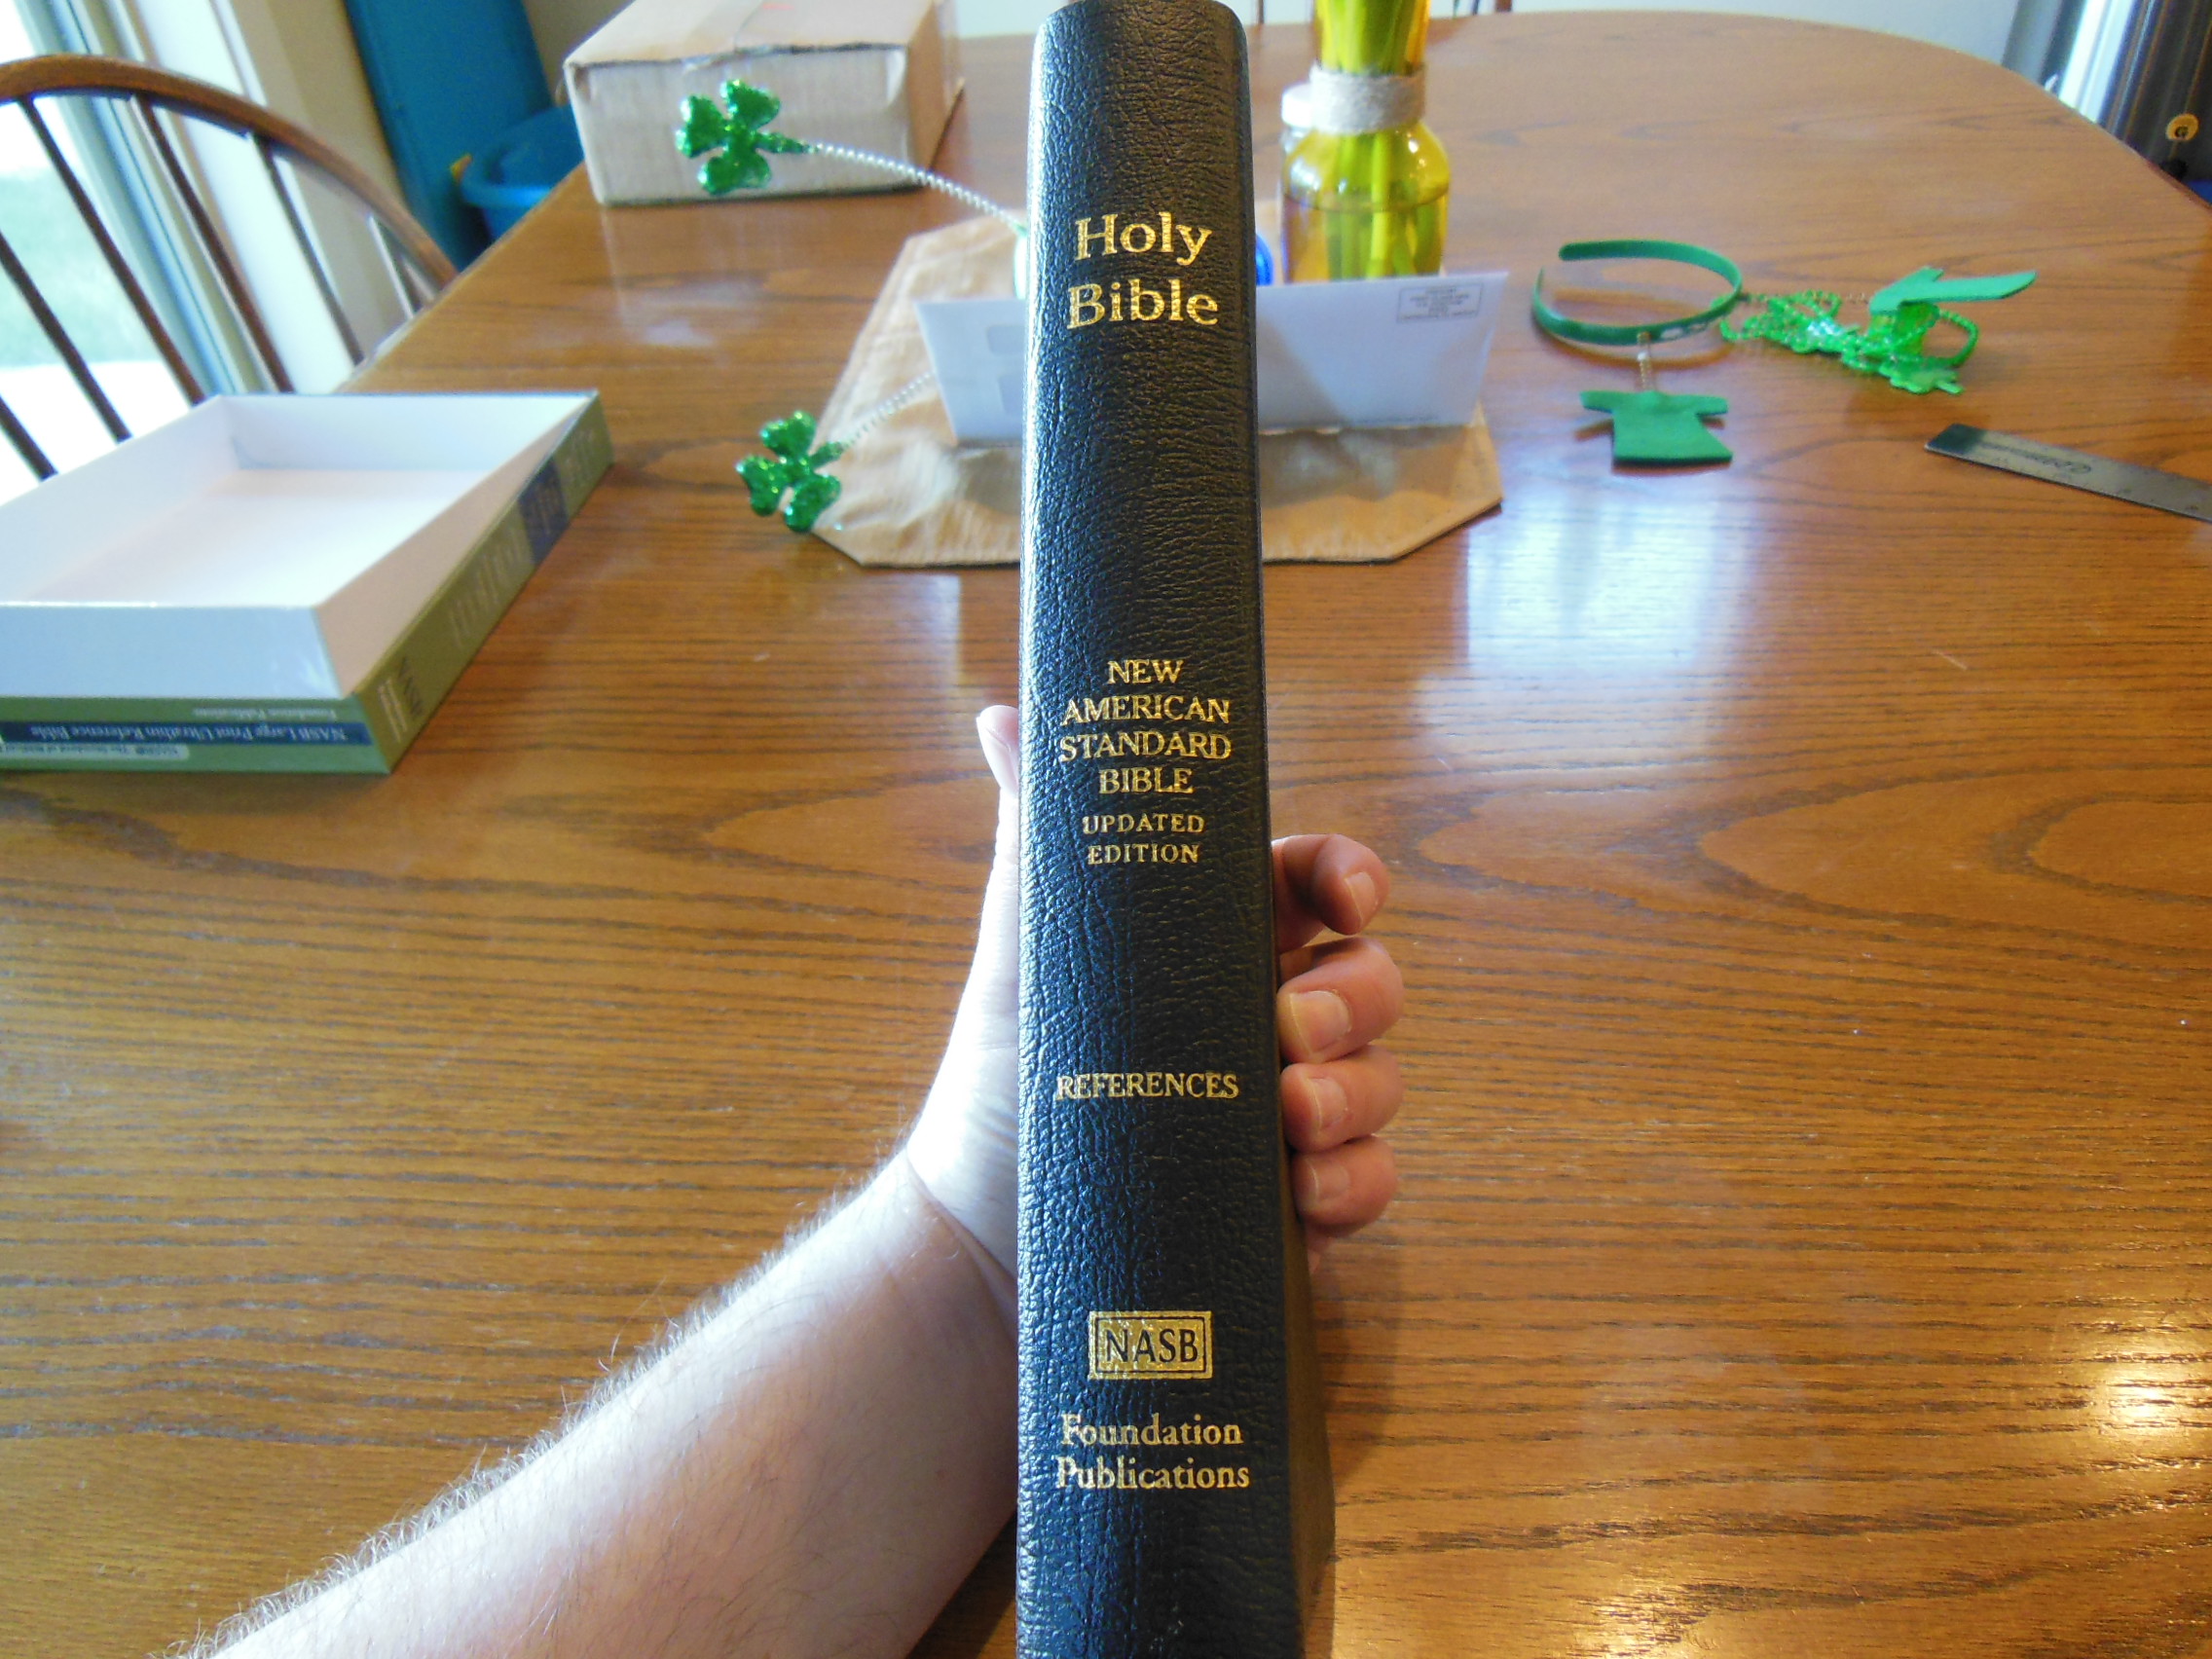 Holy
Bible
NEW
AMERICAN
STANDARD
BIBLE
UPDATED
EDITION
REFERENCES
NASB
Foundation
Publications
NASB Large Print Ultrathin Reference Bible
Foundation Publications
NASB